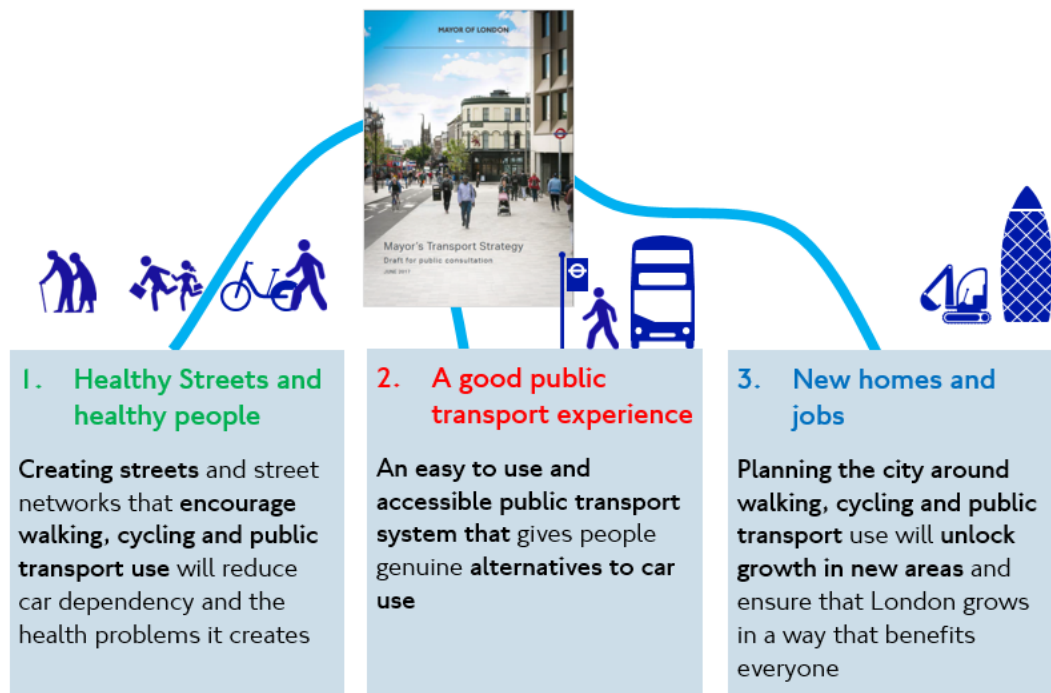 MAYOR OF LONDON
Mayor's Transport Strategy
Draft for public consultation
JUNE 2017
1. Healthy Streets and
healthy people
Creating streets and street
networks that encourage
walking, cycling and public
transport use will reduce
car dependency and the
health problems it creates
2. A good public
transport experience
An easy to use and
accessible public transport
system that gives people
genuine alternatives to car
use
3. New homes and
jobs
Planning the city around
walking, cycling and public
transport use will unlock
growth in new areas and
ensure that London grows
in a way that benefits
everyone